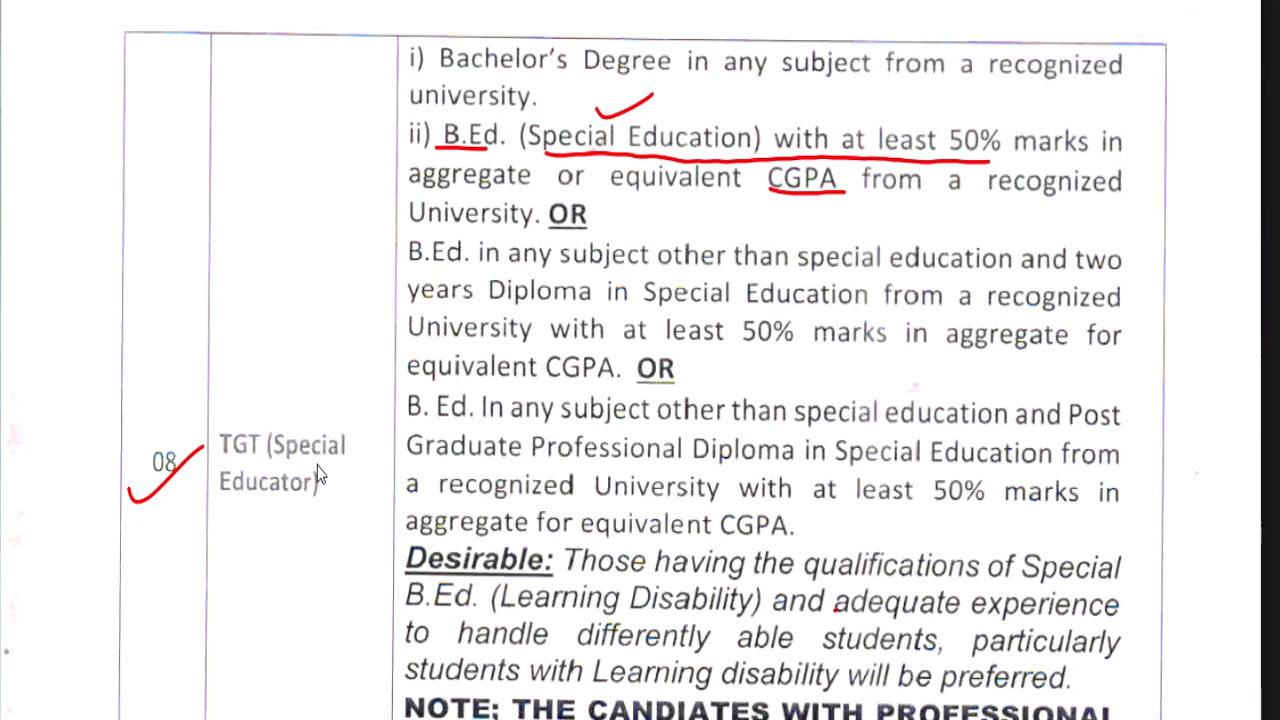 i) Bachelor's Degree in any subject from a recognized
university.
ii) B.Ed. (Special Education) with at least 50% marks in
aggregate or equivalent CGPA from a recognized
University. OR
B.Ed. in any subject other than special education and two
years Diploma in Special Education from a recognized
University with at least 50% marks in aggregate for
equivalent CGPA. OR
B. Ed. In any subject other than special education and Post
Graduate Professional Diploma in Special Education from
a recognized University with at least 50% marks in
aggregate for equivalent CGPA.
08
TGT (Special
Educator)
Desirable: Those having the qualifications of Special
B.Ed. (Learning Disability) and adequate experience
to handle differently able students, particularly
students with Learning disability will be preferred.
NOTE: THE CANDIATES WITH PROFESSIONAL